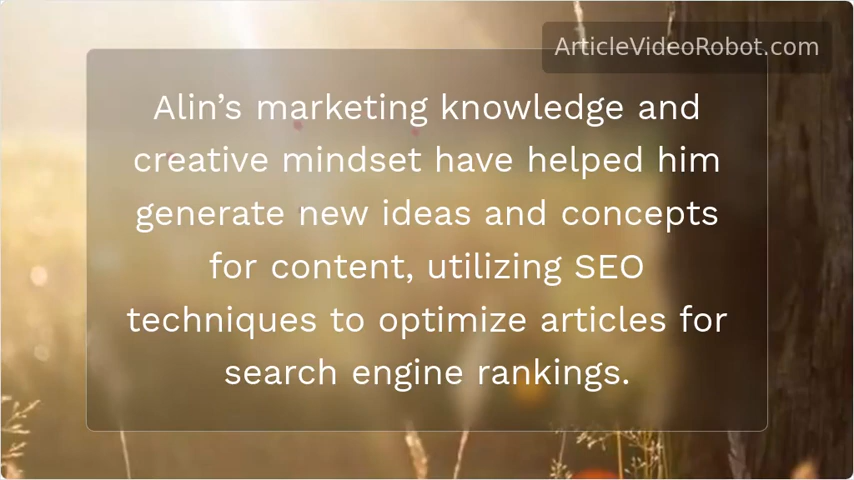 ArticleVideoRobot.com
Alin’s marketing knowledge and
creative mindset have helped him
generate new ideas and concepts
for content, utilizing SEO
techniques to optimize articles for
search engine rankings.